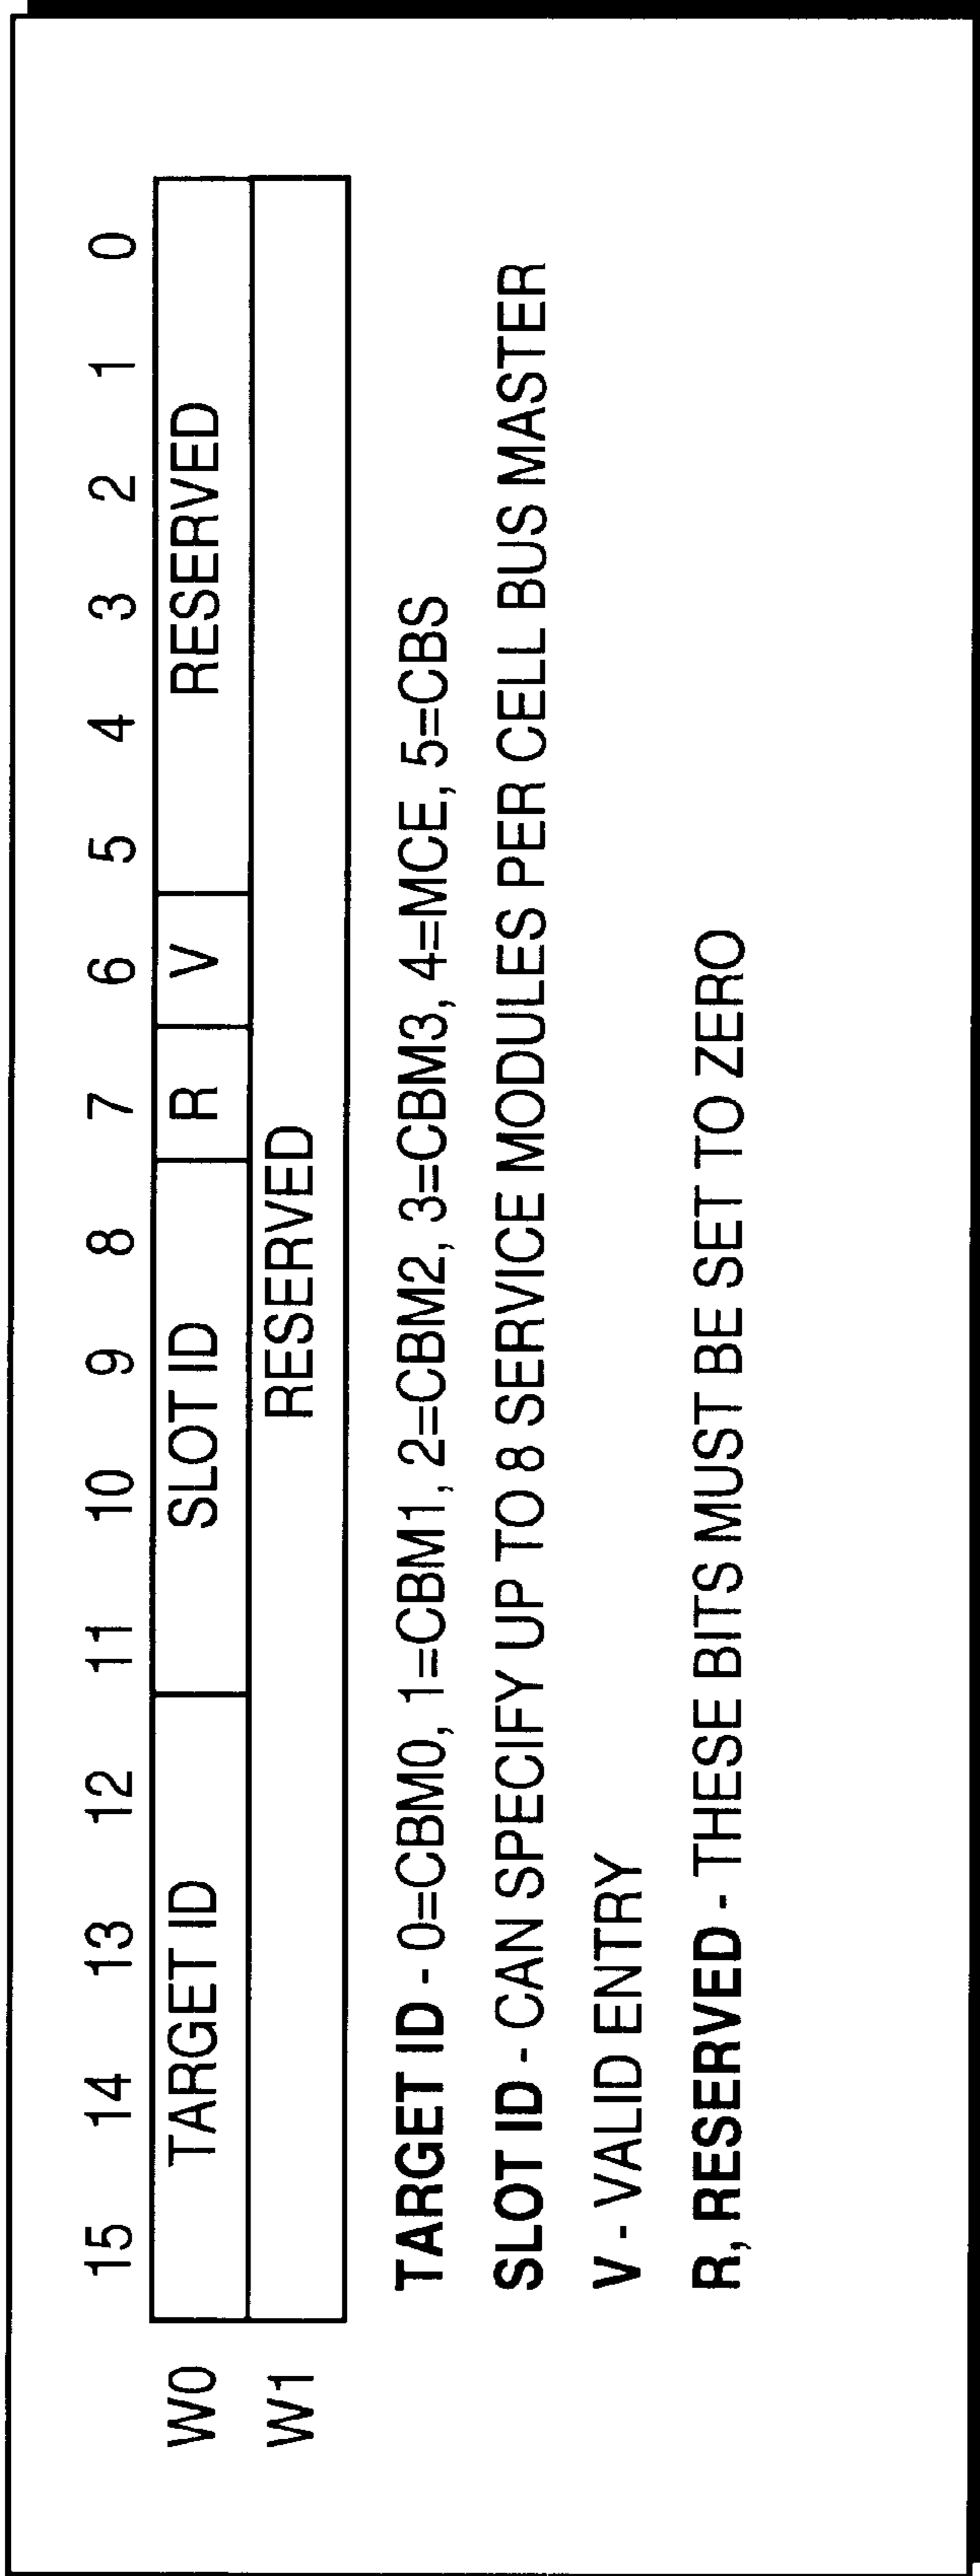 15 14 13 12 11 10 9 8 7 6 5 4 3 2 1 0
W0 TARGET ID SLOT ID R V RESERVED
W1 RESERVED
TARGET ID - 0=CBM0, 1=CBM1, 2=CBM2, 3=CBM3, 4=MCE, 5=CBS
SLOT ID - CAN SPECIFY UP TO 8 SERVICE MODULES PER CELL BUS MASTER
V - VALID ENTRY
R, RESERVED - THESE BITS MUST BE SET TO ZERO